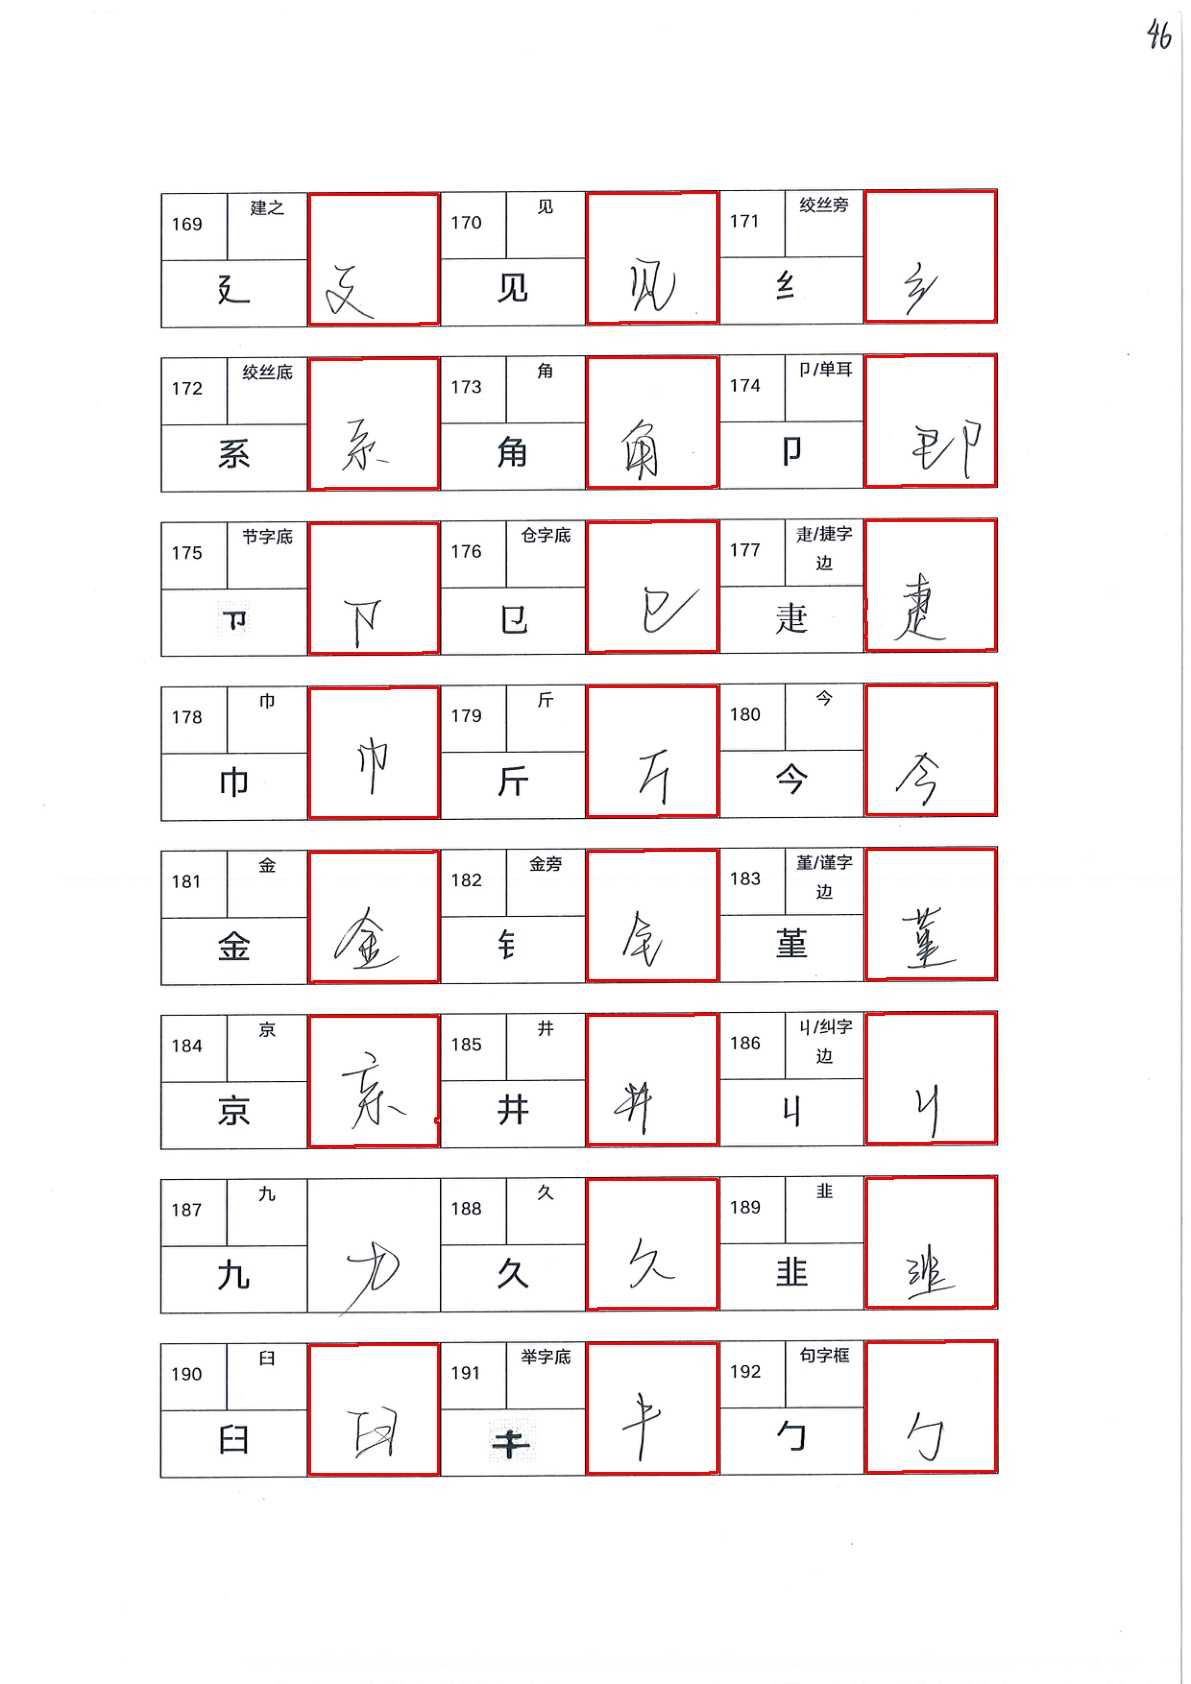 46
169 建之 廴 廴
170 见 见 见
171 绞丝旁 纟 纟
172 绞丝底 系 系
173 角 角 角
174 卩/单耳 卩 卩
175 节字底 卩
176 仓字底 㔾 㔾
177 疌/捷字边 疌 疌
178 巾 巾 巾
179 斤 斤 斤
180 今 今 今
181 金 金 金
182 金旁 钅
183 堇/谨字边 堇 堇
184 京 京 京
185 井 井 井
186 丩/纠字边 丩 丩
187 九 九 力
188 久 久 久
189 韭 韭 韭
190 臼 臼 臼
191 举字底
192 句字框 勹 勹